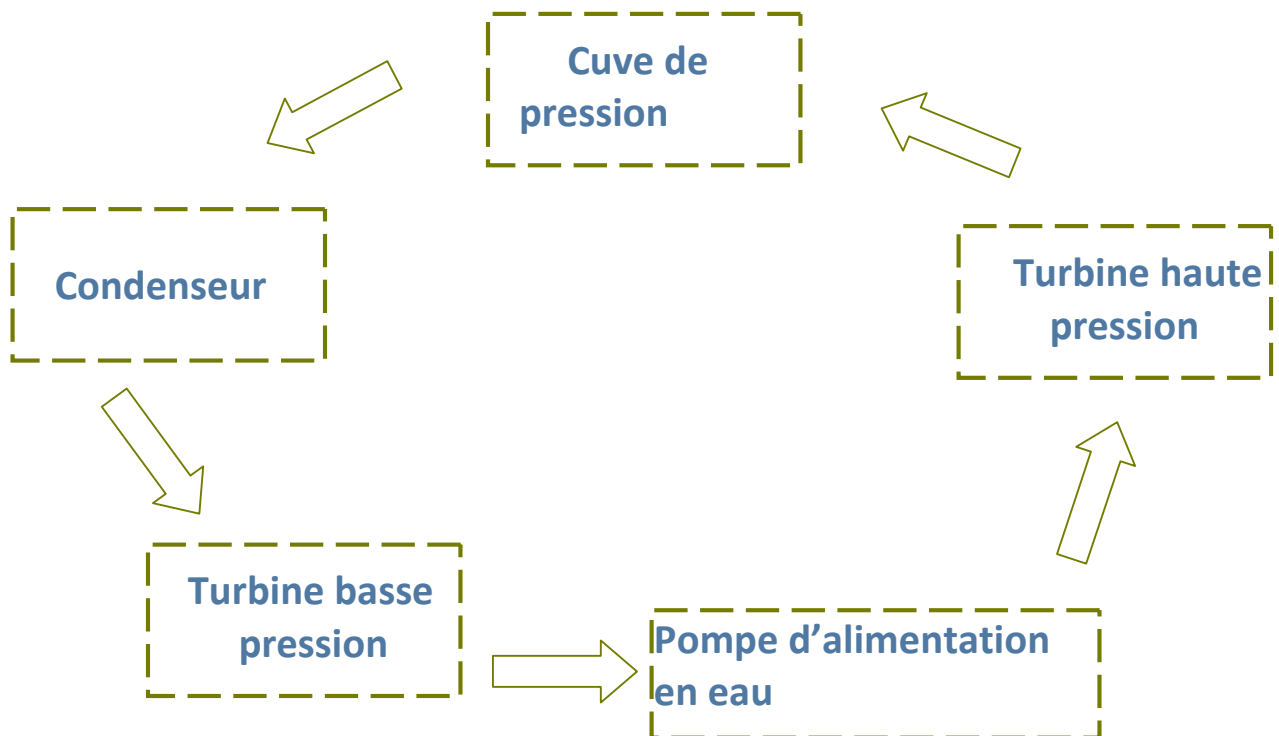 Cuve de
pression
Condenseur
Turbine haute
pression
Turbine basse
pression
Pompe d’alimentation
en eau